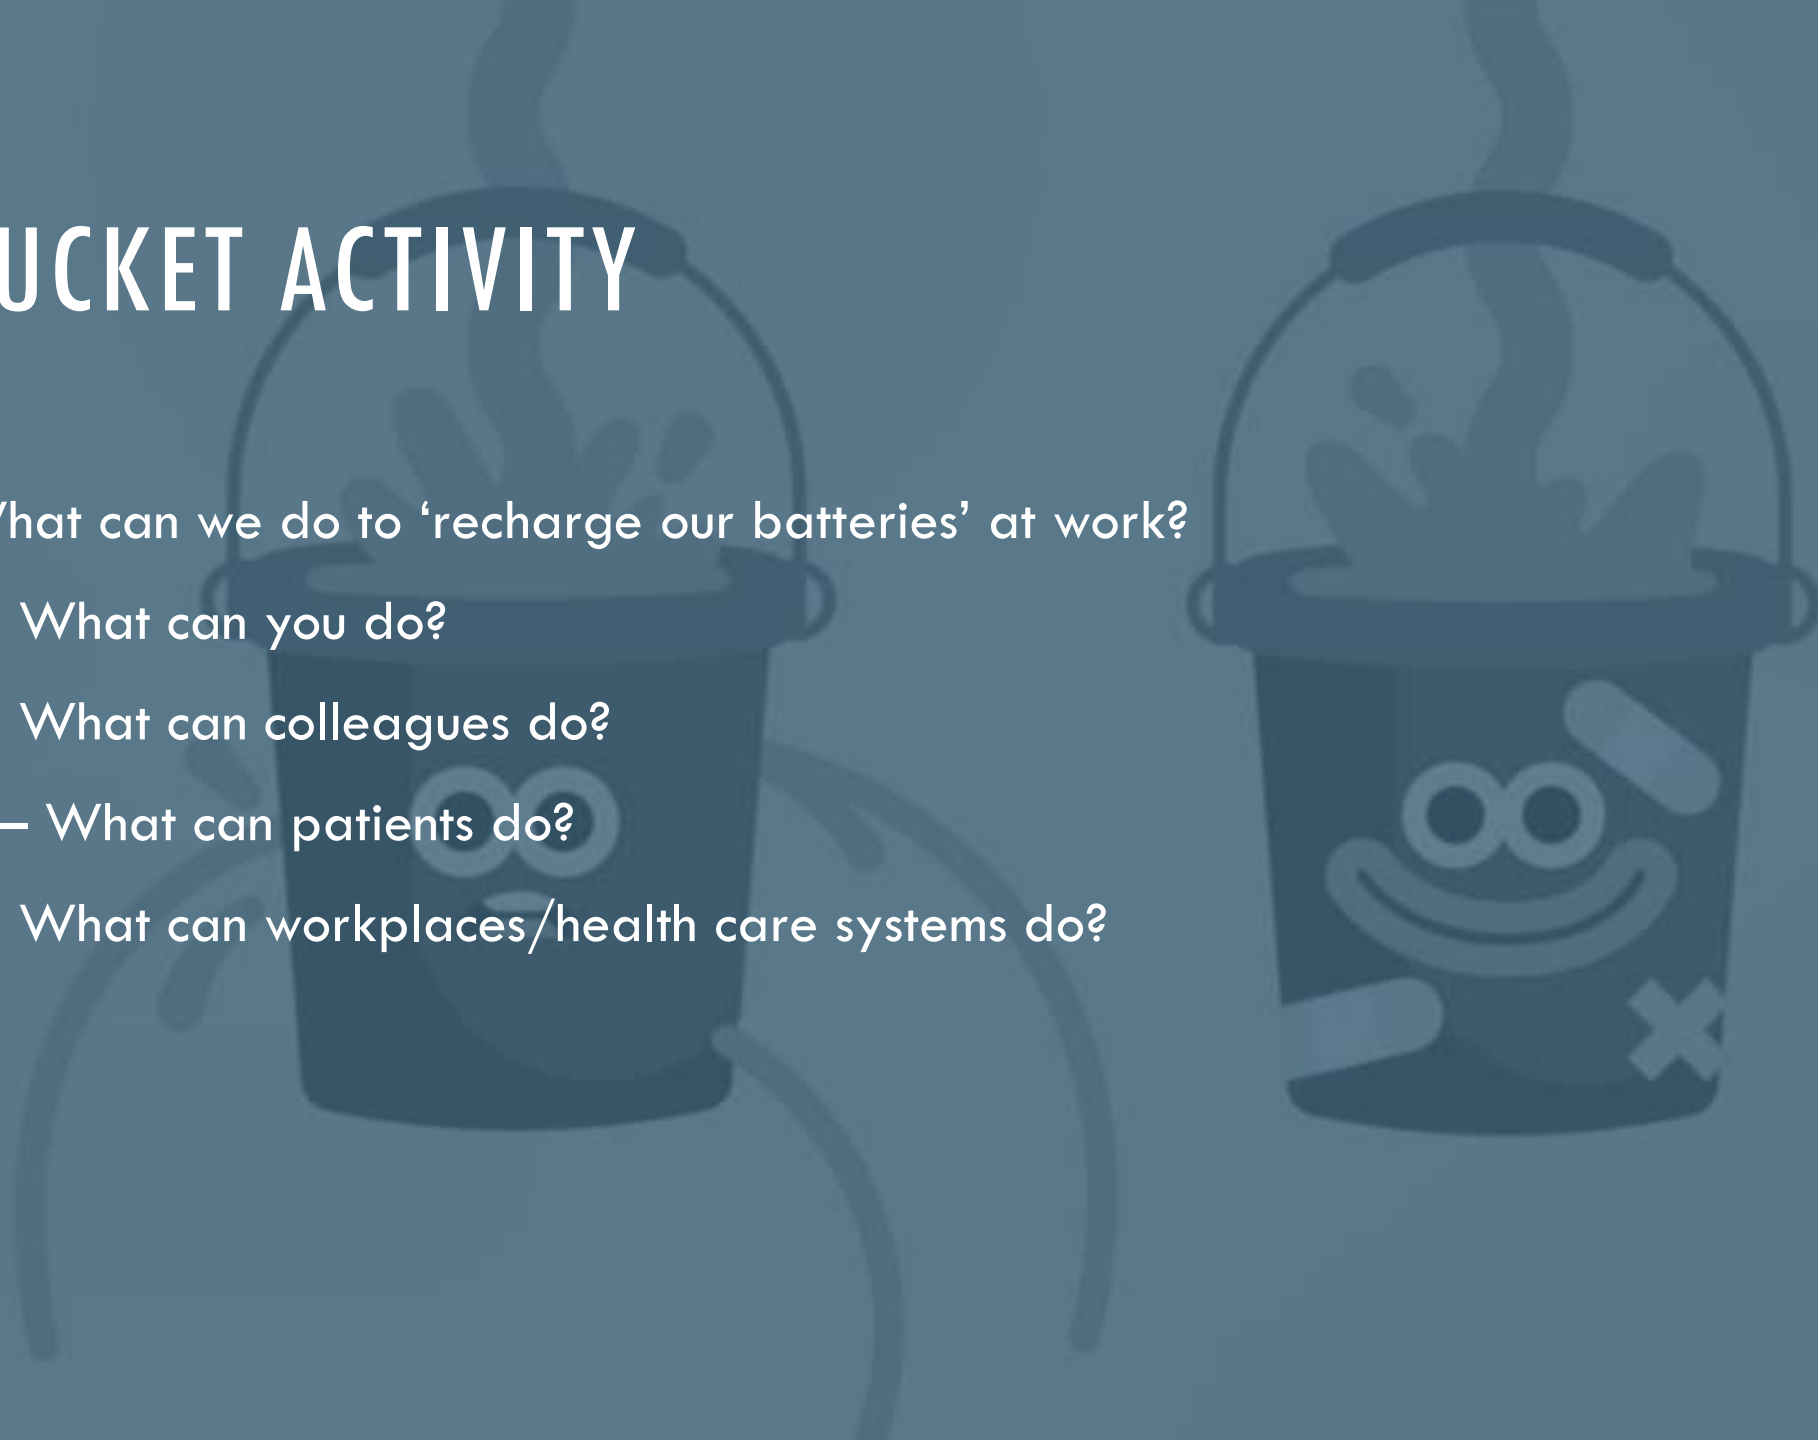 UCKET ACTIVITY
hat can we do to ‘recharge our batteries’ at work?
What can you do?
What can colleagues do?
– What can patients do?
What can workplaces/health care systems do?